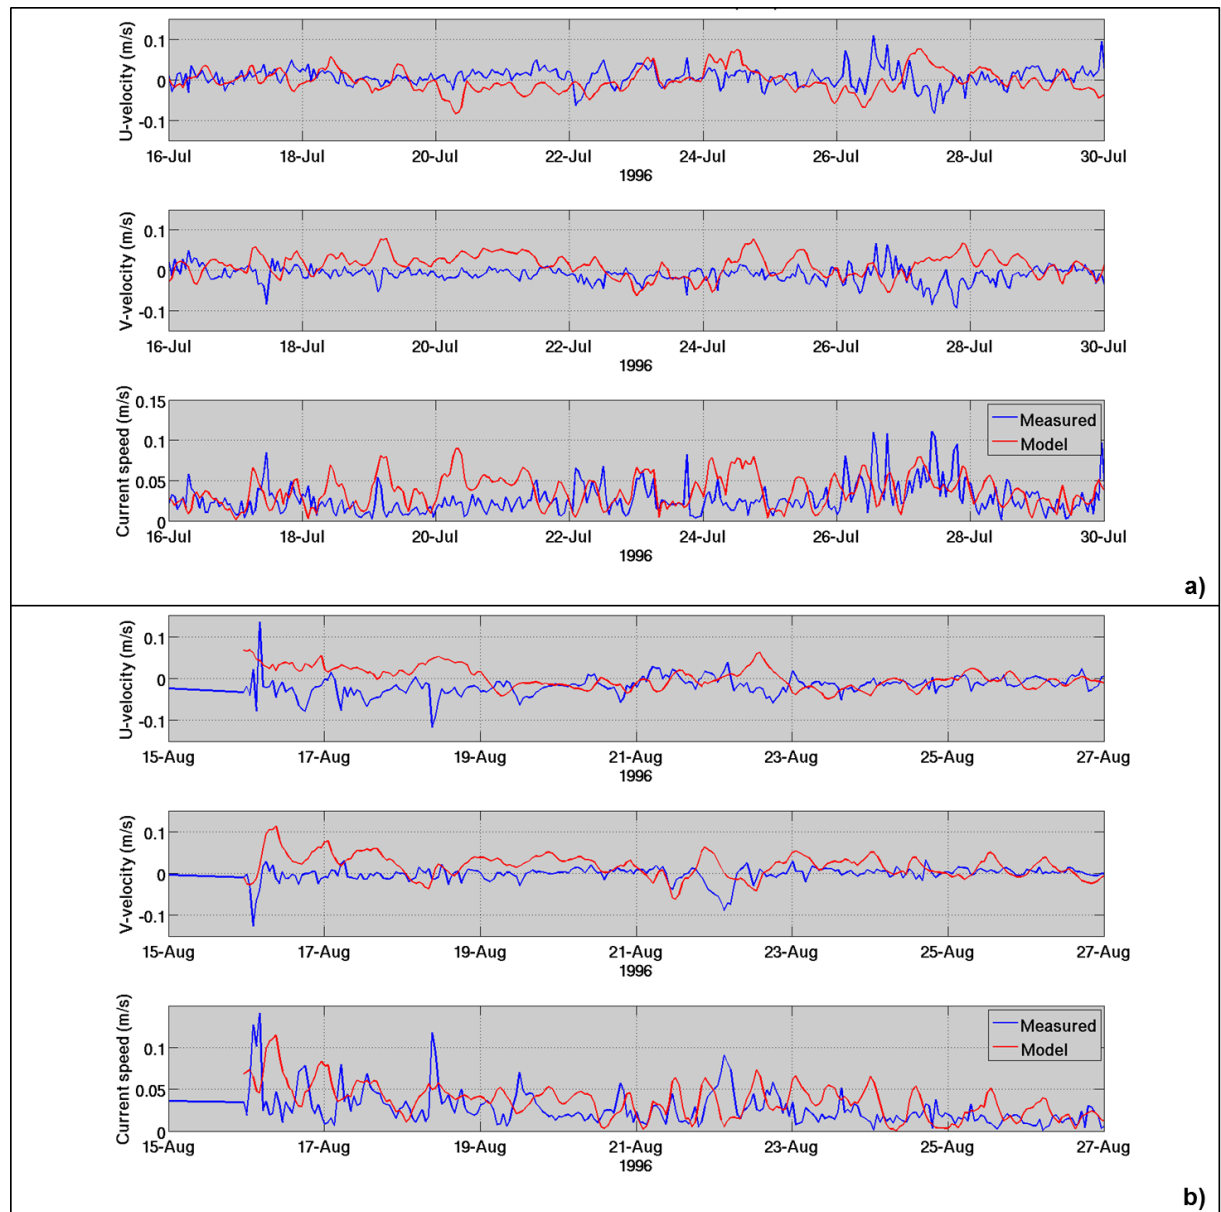 U-velocity (m/s)
0.1
0
-0.1
16-Jul 18-Jul 20-Jul 22-Jul 24-Jul 26-Jul 28-Jul 30-Jul
1996
V-velocity (m/s)
0.1
0
-0.1
16-Jul 18-Jul 20-Jul 22-Jul 24-Jul 26-Jul 28-Jul 30-Jul
1996
Current speed (m/s)
0.15
0.1
0.05
0
Measured
Model
16-Jul 18-Jul 20-Jul 22-Jul 24-Jul 26-Jul 28-Jul 30-Jul
1996
a)
U-velocity (m/s)
0.1
0
-0.1
15-Aug 17-Aug 19-Aug 21-Aug 23-Aug 25-Aug 27-Aug
1996
V-velocity (m/s)
0.1
0
-0.1
15-Aug 17-Aug 19-Aug 21-Aug 23-Aug 25-Aug 27-Aug
1996
Current speed (m/s)
0.1
0.05
0
Measured
Model
15-Aug 17-Aug 19-Aug 21-Aug 23-Aug 25-Aug 27-Aug
1996
b)